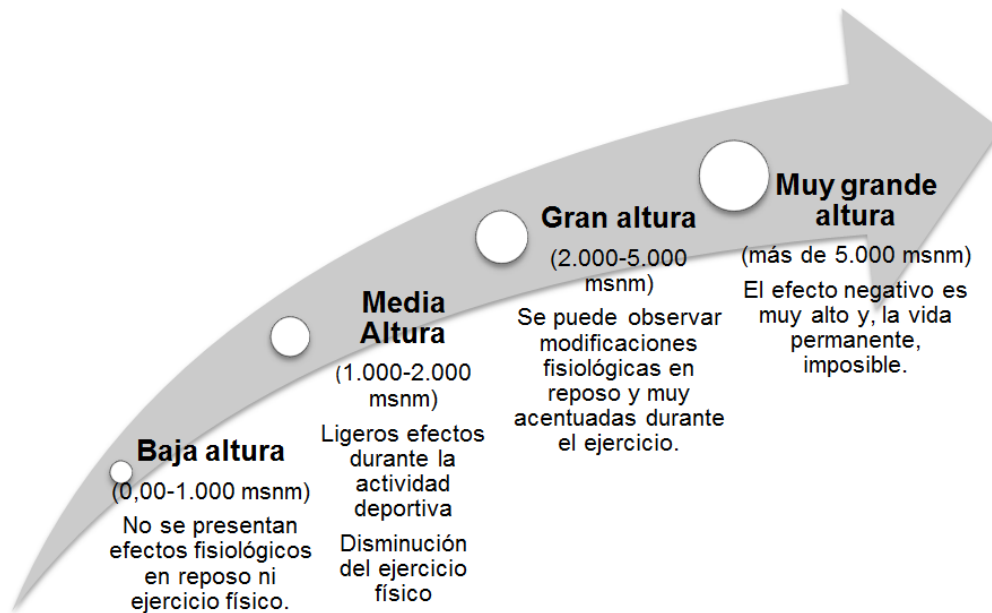 Baja altura
(0,00-1.000 msnm)
No se presentan
efectos fisiológicos
en reposo ni
ejercicio físico.
Media
Altura
(1.000-2.000
msnm)
Ligeros efectos
durante la
actividad
deportiva
Disminución
del ejercicio
físico
Gran altura
(2.000-5.000
msnm)
Se puede observar
modificaciones
fisiológicas en
reposo y muy
acentuadas durante
el ejercicio.
Muy grande
altura
(más de 5.000 msnm)
El efecto negativo es
muy alto y, la vida
permanente,
imposible.